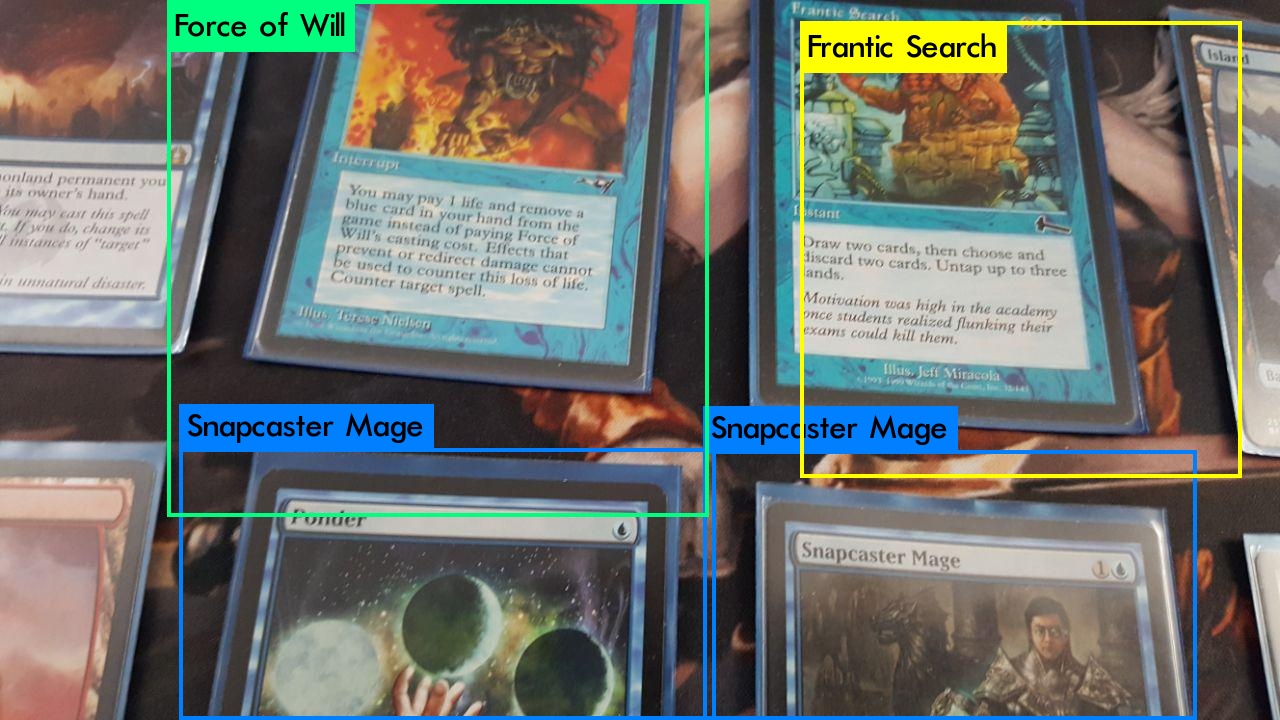 Force of Will
Interrupt
You may pay 1 life and remove a
blue card in your hand from the
game instead of paying Force of
Will's casting cost. Effects that
prevent or redirect damage cannot
be used to counter this loss of life.
Counter target spell.
Illus. Terese Nielsen
Frantic Search
Frantic Search
Instant
Draw two cards, then choose and
discard two cards. Untap up to three
lands.
Motivation was high in the academy
once students realized flunking their
exams could kill them.
Illus. Jeff Miracola
Island
onland permanent you
its owner's hand.
You may cast this spell
t. If you do, change its
ll instances of "target"
in unnatural disaster.
Snapcaster Mage
Ponder
Snapcaster Mage
Snapcaster Mage
1